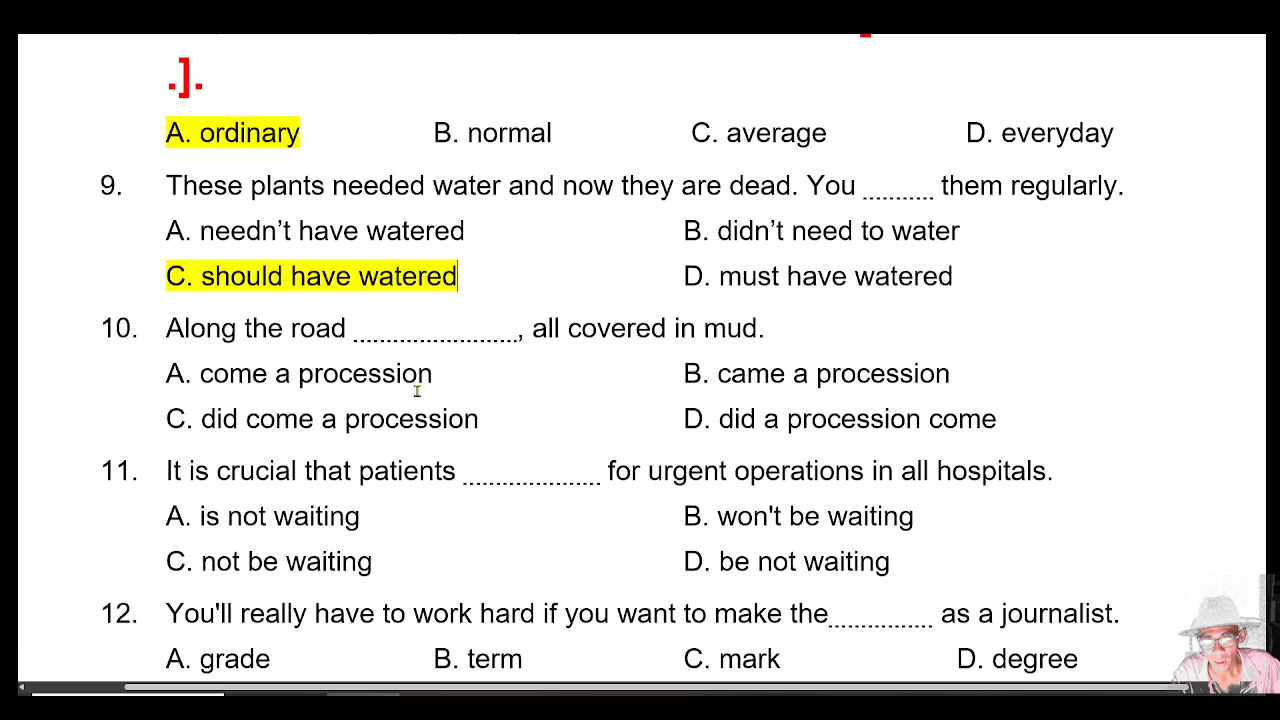 .].
A. ordinary B. normal C. average D. everyday
9. These plants needed water and now they are dead. You ........... them regularly.
A. needn’t have watered B. didn’t need to water
C. should have watered D. must have watered
10. Along the road ..........................., all covered in mud.
A. come a procession B. came a procession
C. did come a procession D. did a procession come
11. It is crucial that patients ...................... for urgent operations in all hospitals.
A. is not waiting B. won't be waiting
C. not be waiting D. be not waiting
12. You'll really have to work hard if you want to make the................. as a journalist.
A. grade B. term C. mark D. degree